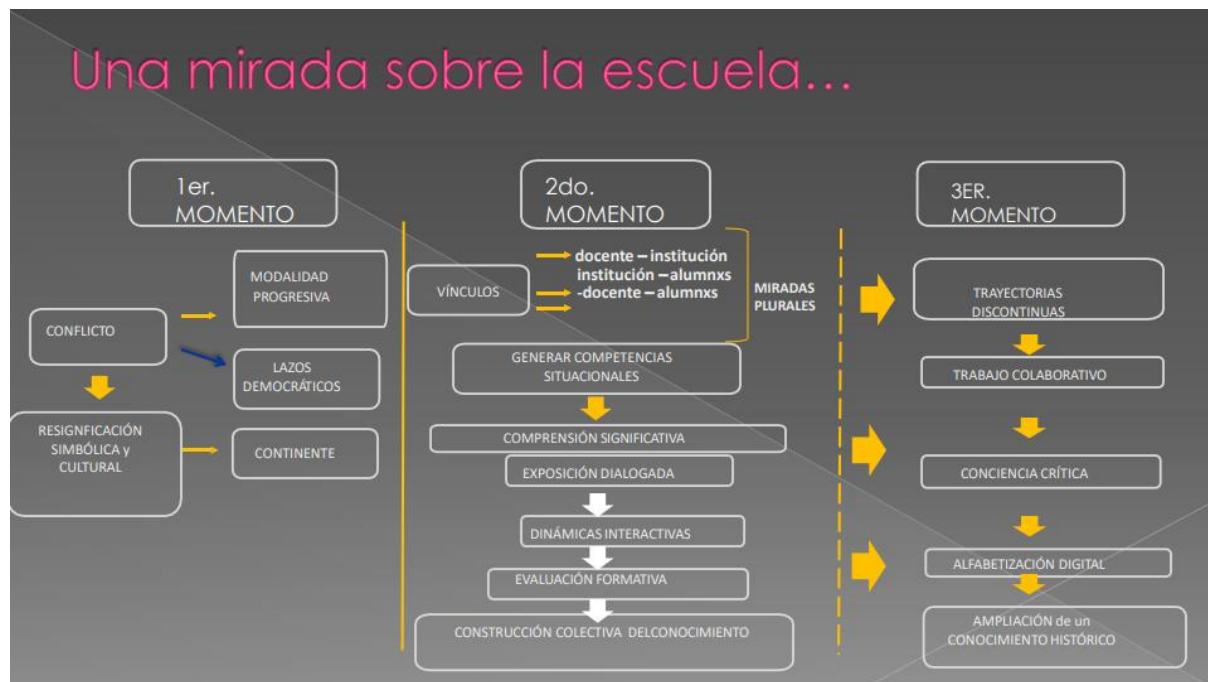 Una mirada sobre la escuela...
1er.
MOMENTO
MODALIDAD
PROGRESIVA
CONFLICTO
LAZOS
DEMOCRÁTICOS
RESIGNFICACIÓN
SIMBÓLICA y
CULTURAL
CONTINENTE
2do.
MOMENTO
VÍNCULOS
docente – institución
institución – alumnxs
-docente – alumnxs
MIRADAS
PLURALES
GENERAR COMPETENCIAS
SITUACIONALES
COMPRENSIÓN SIGNIFICATIVA
EXPOSICIÓN DIALOGADA
DINÁMICAS INTERACTIVAS
EVALUACIÓN FORMATIVA
CONSTRUCCIÓN COLECTIVA DELCONOCIMIENTO
3ER.
MOMENTO
TRAYECTORIAS
DISCONTINUAS
TRABAJO COLABORATIVO
CONCIENCIA CRÍTICA
ALFABETIZACIÓN DIGITAL
AMPLIACIÓN de un
CONOCIMIENTO HISTÓRICO